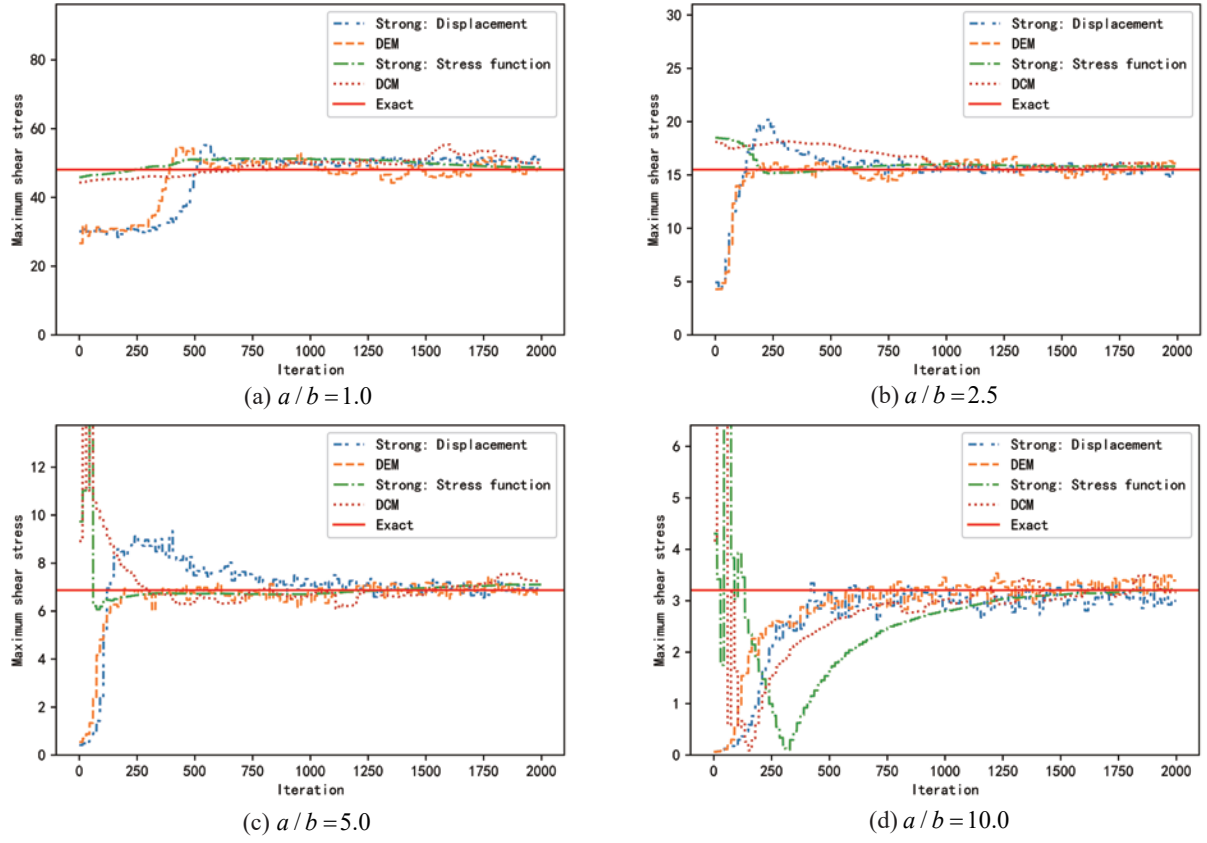 Strong: Displacement
DEM
Strong: Stress function
DCM
Exact
Maximum shear stress
80
60
40
20
0
0 250 500 750 1000 1250 1500 1750 2000
Iteration
(a) a / b = 1.0
Strong: Displacement
DEM
Strong: Stress function
DCM
Exact
Maximum shear stress
30
25
20
15
10
5
0
0 250 500 750 1000 1250 1500 1750 2000
Iteration
(b) a / b = 2.5
Strong: Displacement
DEM
Strong: Stress function
DCM
Exact
Maximum shear stress
12
10
8
6
4
2
0
0 250 500 750 1000 1250 1500 1750 2000
Iteration
(c) a / b = 5.0
Strong: Displacement
DEM
Strong: Stress function
DCM
Exact
Maximum shear stress
6
5
4
3
2
1
0
0 250 500 750 1000 1250 1500 1750 2000
Iteration
(d) a / b = 10.0